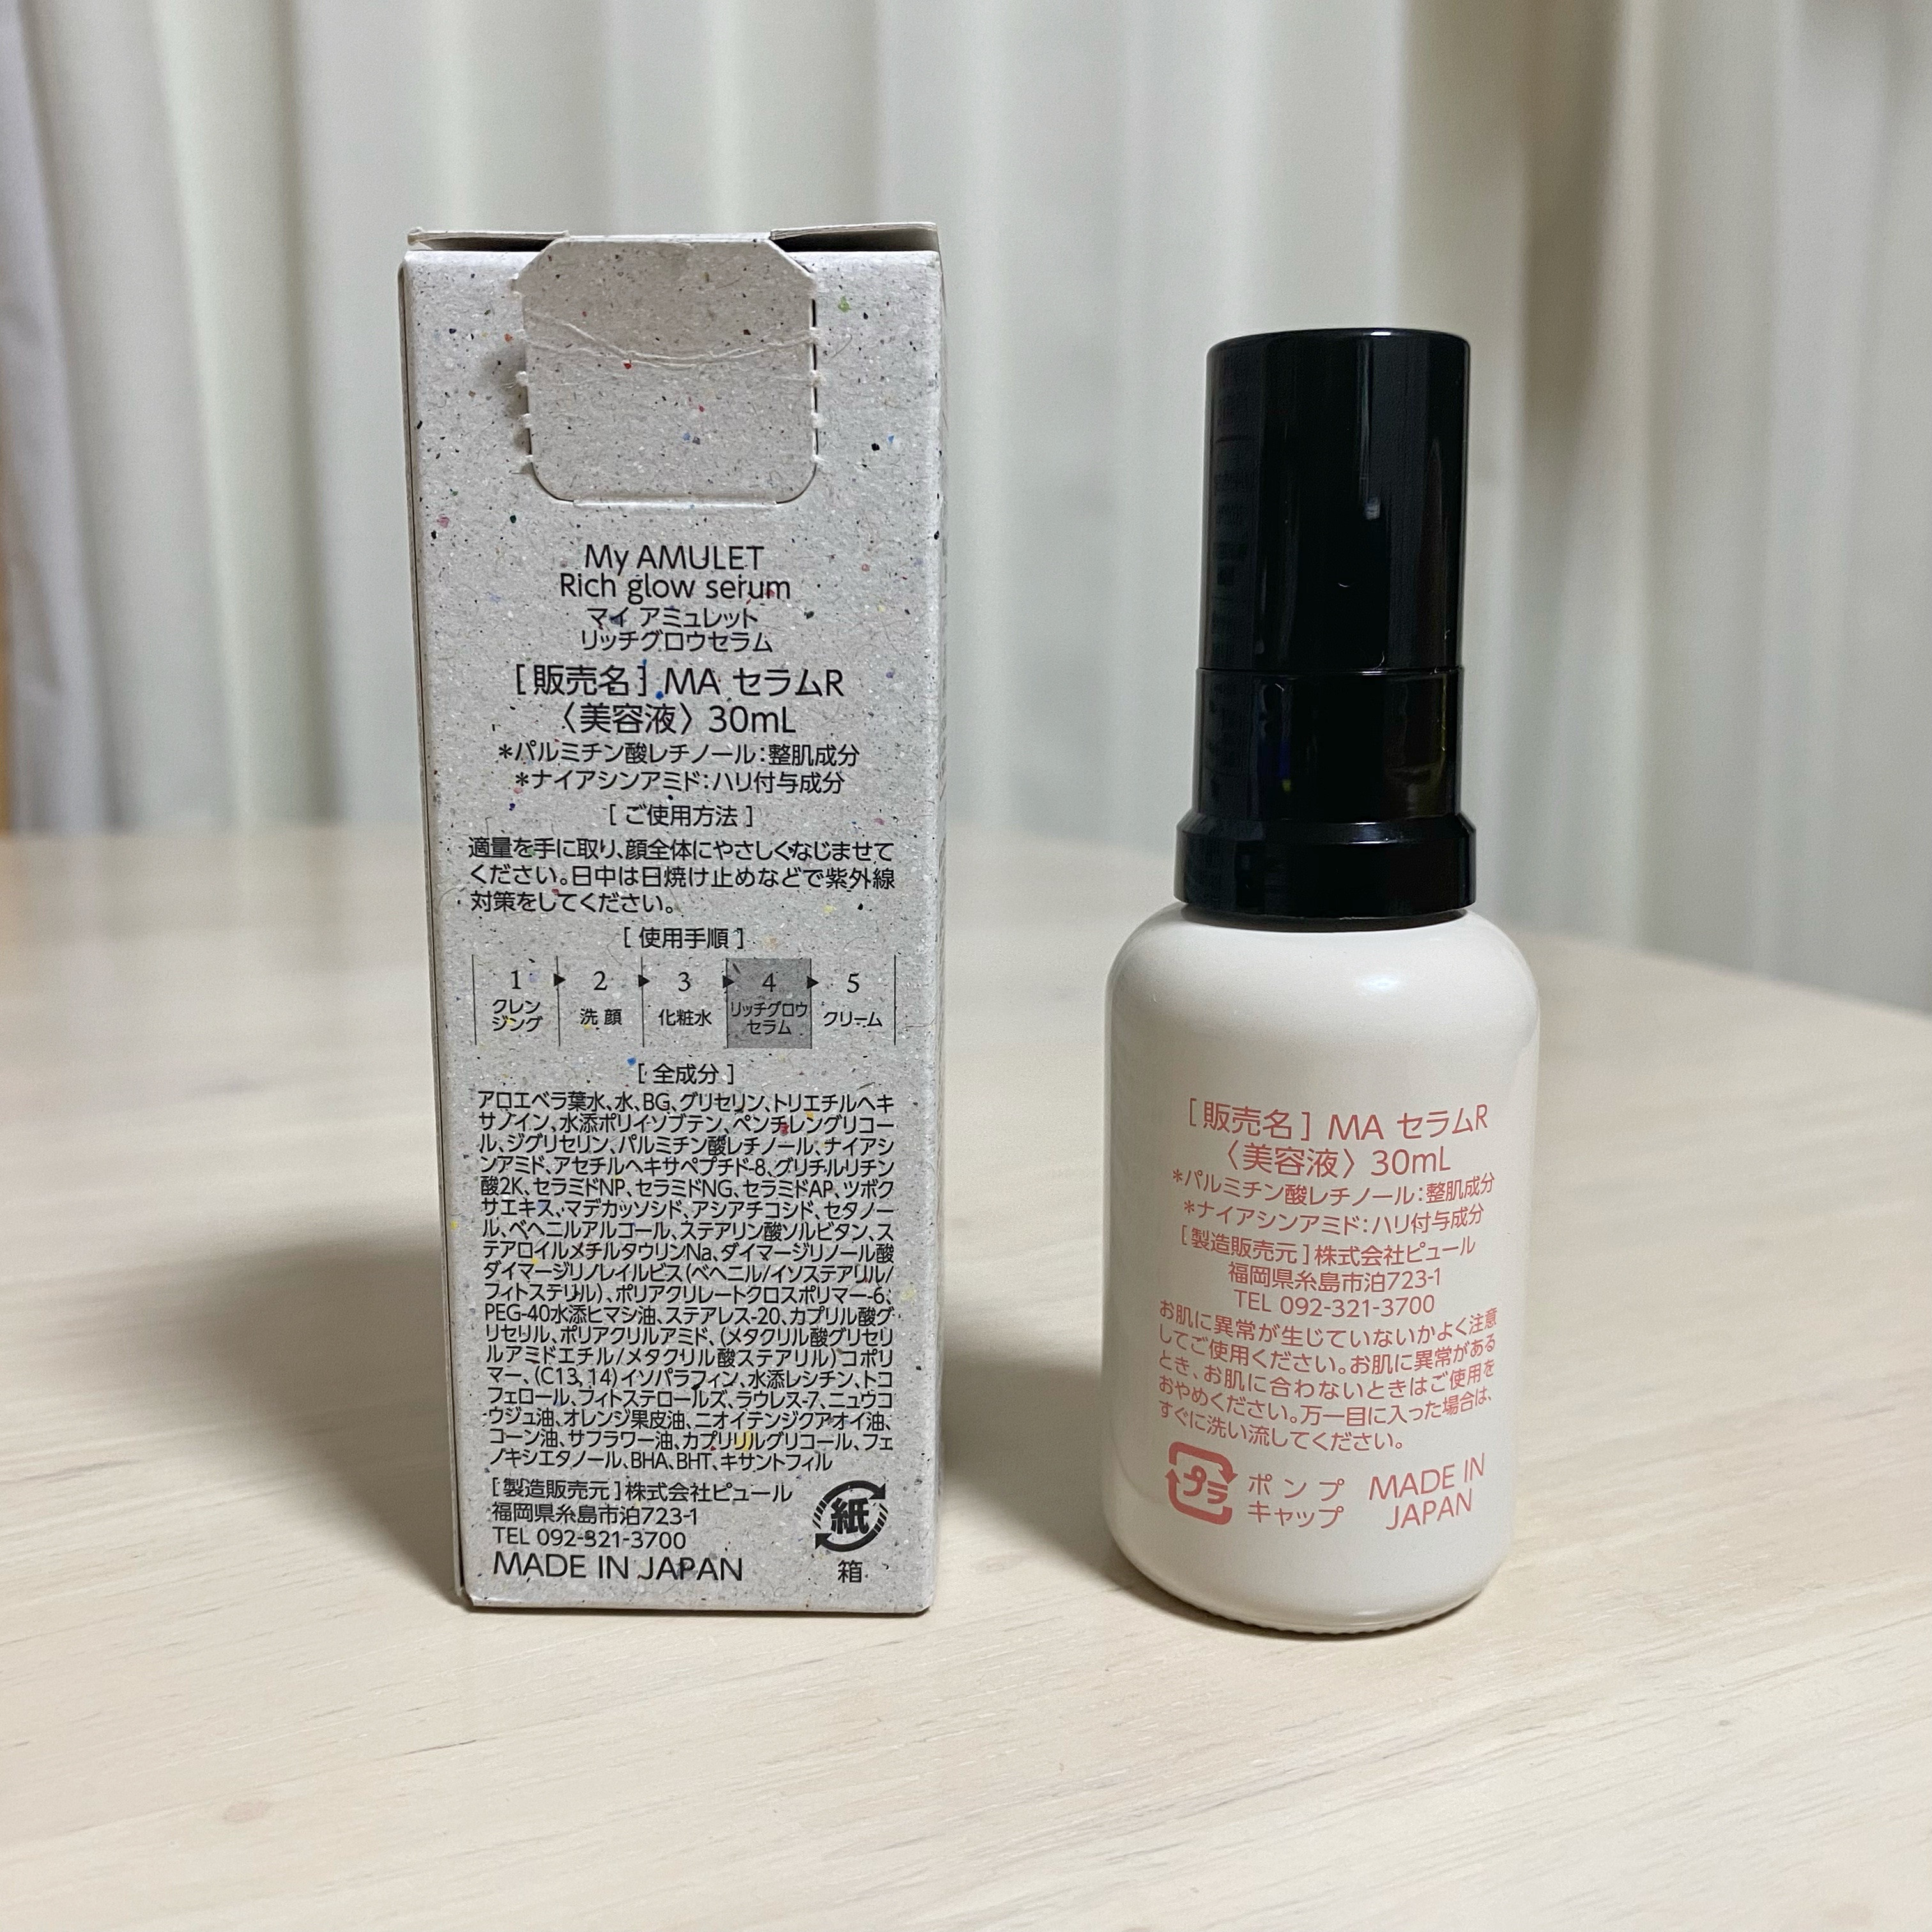 My AMULET
Rich glow serum
マイ アミュレット
リッチグロウセラム
[販売名] MA セラムR
〈美容液〉30mL
*パルミチン酸レチノール:整肌成分
*ナイアシンアミド:ハリ付与成分
[ご使用方法]
適量を手に取り、顔全体にやさしくなじませて
ください。日中は日焼け止めなどで紫外線
対策をしてください。
[使用手順]
1 ▶ 2 ▶ 3 ▶ 4 ▶ 5
クレンジング 洗顔 化粧水 リッチグロウセラム クリーム
[全成分]
アロエベラ葉水、水、BG、グリセリン、トリエチルヘキ
サノイン、水添ポリイソブテン、ペンチレングリコー
ル、ジグリセリン、パルミチン酸レチノール、ナイアシ
ンアミド、アセチルヘキサペプチド-8、グリチルリチン
酸2K、セラミドNP、セラミドNG、セラミドAP、ツボク
サエキス、マデカッソシド、アシアチコシド、セタノー
ル、ベヘニルアルコール、ステアリン酸ソルビタン、ス
テアロイルメチルタウリンNa、ダイマージリノール酸
ダイマージリノレイルビス(ベヘニル/イソステアリル/
フィトステリル)、ポリアクリレートクロスポリマー-6、
PEG-40水添ヒマシ油、ステアレス-20、カプリル酸グ
リセリル、ポリアクリルアミド、(メタクリル酸グリセリ
ルアミドエチル/メタクリル酸ステアリル)コポリ
マー、(C13,14)イソパラフィン、水添レシチン、トコ
フェロール、フィトステロールズ、ラウレス-7、ニュウコ
ウジュ油、オレンジ果皮油、ニオイテンジクアオイ油、
コーン油、サフラワー油、カプリリルグリコール、フェ
ノキシエタノール、BHA、BHT、キサントフィル
[製造販売元]株式会社ピュール
福岡県糸島市泊723-1
TEL 092-321-3700
MADE IN JAPAN
紙
箱
[販売名] MA セラムR
〈美容液〉30mL
*パルミチン酸レチノール:整肌成分
*ナイアシンアミド:ハリ付与成分
[製造販売元]株式会社ピュール
福岡県糸島市泊723-1
TEL 092-321-3700
お肌に異常が生じていないかよく注意
してご使用ください。お肌に異常がある
とき、お肌に合わないときはご使用を
おやめください。万一目に入った場合は、
すぐに洗い流してください。
プラ
ポンプ
キャップ
MADE IN
JAPAN